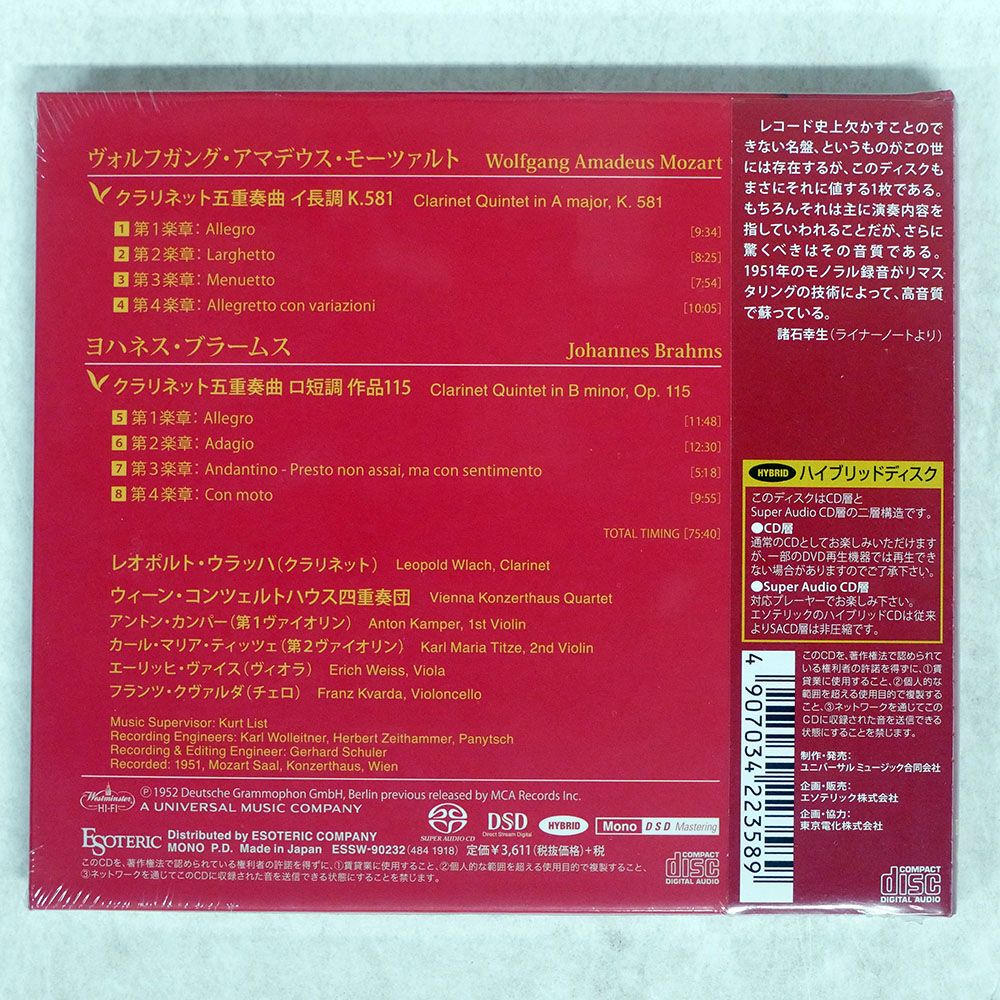 ヴォルフガング・アマデウス・モーツァルト Wolfgang Amadeus Mozart
クラリネット五重奏曲 イ長調 K.581 Clarinet Quintet in A major, K. 581
1 第1楽章: Allegro [9:34]
2 第2楽章: Larghetto [8:25]
3 第3楽章: Menuetto [7:54]
4 第4楽章: Allegretto con variazioni [10:05]
ヨハネス・ブラームス Johannes Brahms
クラリネット五重奏曲 ロ短調 作品115 Clarinet Quintet in B minor, Op. 115
5 第1楽章: Allegro [11:48]
6 第2楽章: Adagio [12:30]
7 第3楽章: Andantino - Presto non assai, ma con sentimento [5:18]
8 第4楽章: Con moto [9:55]
TOTAL TIMING [75:40]
レオポルト・ウラッハ(クラリネット) Leopold Wlach, Clarinet
ウィーン・コンツェルトハウス四重奏団 Vienna Konzerthaus Quartet
アントン・カンパー(第1ヴァイオリン) Anton Kamper, 1st Violin
カール・マリア・ティッツェ(第2ヴァイオリン) Karl Maria Titze, 2nd Violin
エーリッヒ・ヴァイス(ヴィオラ) Erich Weiss, Viola
フランツ・クヴァルダ(チェロ) Franz Kvarda, Violoncello
Music Supervisor: Kurt List
Recording Engineers: Karl Wolleitner, Herbert Zeithammer, Panytsch
Recording & Editing Engineer: Gerhard Schuler
Recorded: 1951, Mozart Saal, Konzerthaus, Wien
Westminster
HI-FI
Ⓟ 1952 Deutsche Grammophon GmbH, Berlin previous released by MCA Records Inc.
A UNIVERSAL MUSIC COMPANY
ESOTERIC
Distributed by ESOTERIC COMPANY
MONO P.D. Made in Japan ESSW-90232 (484 1918) 定価¥3,611(税抜価格)+税
SUPER AUDIO CD
DSD
Direct Stream Digital
HYBRID
Mono DSD Mastering
このCDを、著作権法で認められている権利者の許諾を得ずに、①賃貸業に使用すること、②個人的な範囲を超える使用目的で複製すること、
③ネットワークを通じてこのCDに収録された音を送信できる状態にすることを禁じます。
COMPACT
disc
DIGITAL AUDIO
レコード史上欠かすことので
きない名盤、というものがこの世
には存在するが、このディスクも
まさにそれに値する1枚である。
もちろんそれは主に演奏内容を
指していわれることだが、さらに
驚くべきはその音質である。
1951年のモノラル録音がリマス
タリングの技術によって、高音質
で蘇っている。
諸石幸生(ライナーノートより)
HYBRID ハイブリッドディスク
このディスクはCD層と
Super Audio CD層の二層構造です。
●CD層
通常のCDとしてお楽しみいただけます
が、一部のDVD再生機器では再生でき
ない場合がありますのでご了承下さい。
●Super Audio CD層
対応プレーヤーでお楽しみ下さい。
エソテリックのハイブリッドCDは従来
よりSACD層は非圧縮です。
このCDを、著作権法で認められて
いる権利者の許諾を得ずに、①賃
貸業に使用すること、②個人的な
範囲を超える使用目的で複製する
こと、③ネットワークを通じてこの
CDに収録された音を送信できる
状態にすることを禁じます。
制作・発売:
ユニバーサル ミュージック合同会社
企画・販売:
エソテリック株式会社
企画・協力:
東京電化株式会社
4 907034 223589
COMPACT
disc
DIGITAL AUDIO